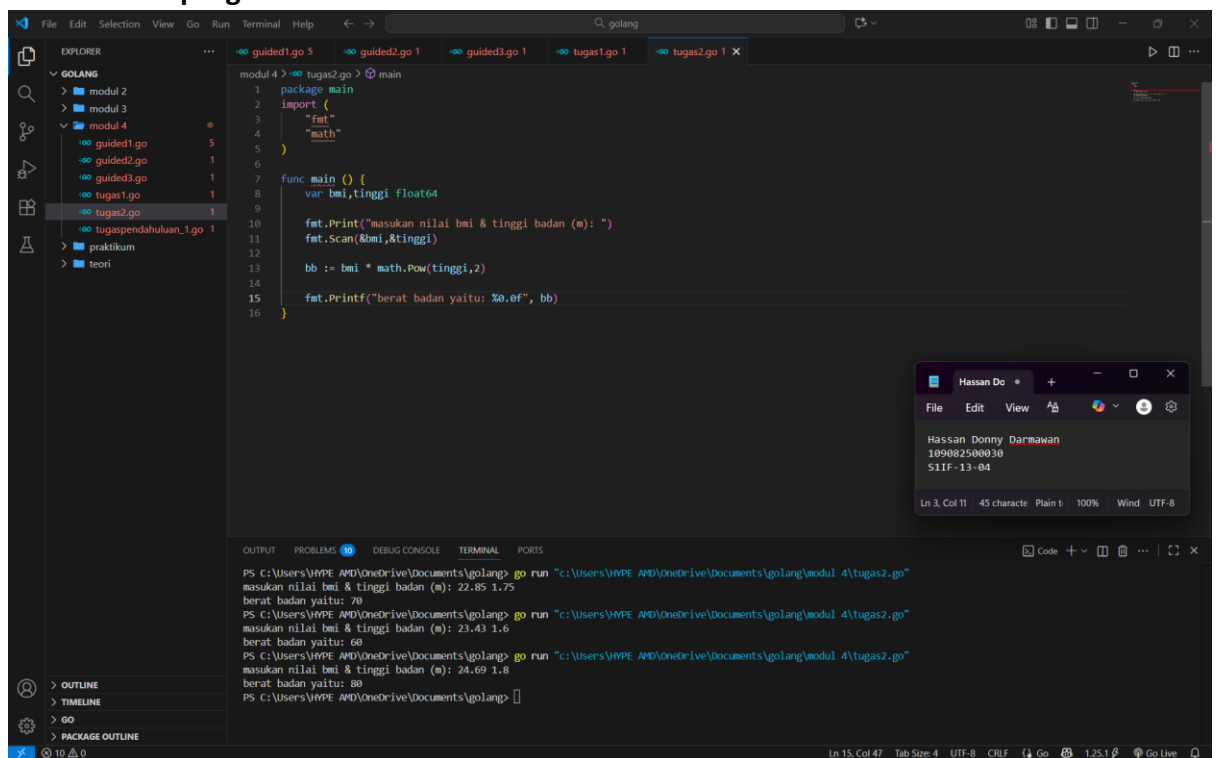 File Edit Selection View Go Run Terminal Help
golang
EXPLORER
GOLANG
modul 2
modul 3
modul 4
guided1.go 5
guided2.go 1
guided3.go 1
tugas1.go 1
tugas2.go 1
tugaspendahuluan_1.go 1
praktikum
teori
OUTLINE
TIMELINE
GO
PACKAGE OUTLINE
guided1.go 5 guided2.go 1 guided3.go 1 tugas1.go 1 tugas2.go 1
modul 4 > tugas2.go > main
1 package main
2 import (
3 "fmt"
4 "math"
5 )
6
7 func main () {
8 var bmi,tinggi float64
9
10 fmt.Print("masukan nilai bmi & tinggi badan (m): ")
11 fmt.Scan(&bmi,&tinggi)
12
13 bb := bmi * math.Pow(tinggi,2)
14
15 fmt.Printf("berat badan yaitu: %0.0f", bb)
16 }
Hassan Do
File Edit View
Hassan Donny Darmawan
109082500030
S1IF-13-04
Ln 3, Col 11 45 characte Plain t 100% Wind UTF-8
OUTPUT PROBLEMS 10 DEBUG CONSOLE TERMINAL PORTS
Code
PS C:\Users\HYPE AMD\OneDrive\Documents\golang> go run "c:\Users\HYPE AMD\OneDrive\Documents\golang\modul 4\tugas2.go"
masukan nilai bmi & tinggi badan (m): 22.85 1.75
berat badan yaitu: 70
PS C:\Users\HYPE AMD\OneDrive\Documents\golang> go run "c:\Users\HYPE AMD\OneDrive\Documents\golang\modul 4\tugas2.go"
masukan nilai bmi & tinggi badan (m): 23.43 1.6
berat badan yaitu: 60
PS C:\Users\HYPE AMD\OneDrive\Documents\golang> go run "c:\Users\HYPE AMD\OneDrive\Documents\golang\modul 4\tugas2.go"
masukan nilai bmi & tinggi badan (m): 24.69 1.8
berat badan yaitu: 80
PS C:\Users\HYPE AMD\OneDrive\Documents\golang>
10 0
Ln 15, Col 47 Tab Size: 4 UTF-8 CRLF Go 1.25.1 Go Live